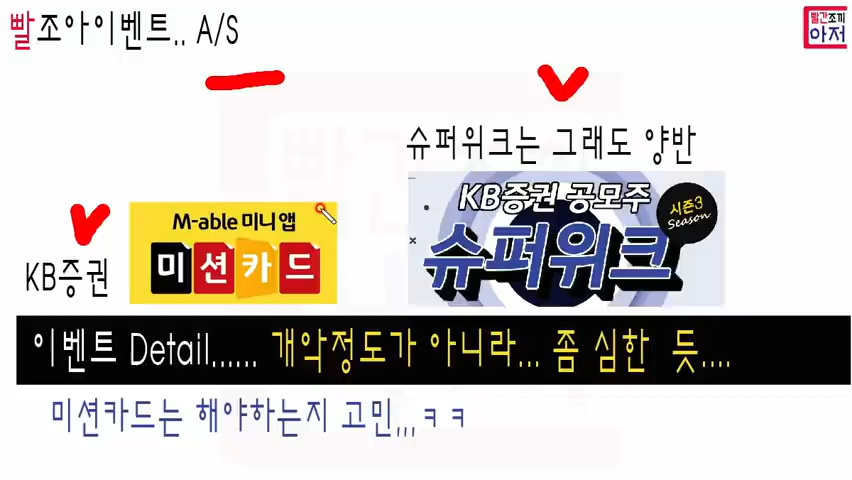 빨조아이벤트.. A/S
빨간조끼
아저
슈퍼위크는 그래도 양반
KB증권 공모주
시즌3
Season
슈퍼위크
M-able 미니 앱
미션카드
KB증권
이벤트 Detail...... 개악정도가 아니라... 좀 심한 듯....
미션카드는 해야하는지 고민,,,ㅋㅋ